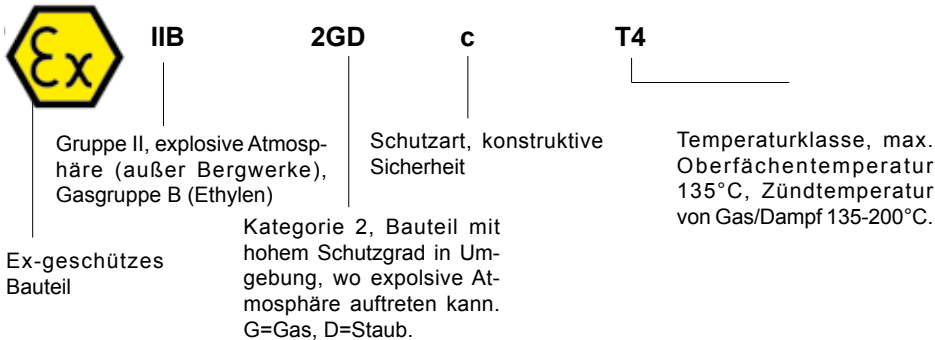 Ex IIB 2GD c T4
Gruppe II, explosive Atmosp-
häre (außer Bergwerke),
Gasgruppe B (Ethylen)
Schutzart, konstruktive
Sicherheit
Temperaturklasse, max.
Oberfächentemperatur
135°C, Zündtemperatur
von Gas/Dampf 135-200°C.
Kategorie 2, Bauteil mit
hohem Schutzgrad in Um-
gebung, wo expolsive At-
mosphäre auftreten kann.
G=Gas, D=Staub.
Ex-geschützes
Bauteil